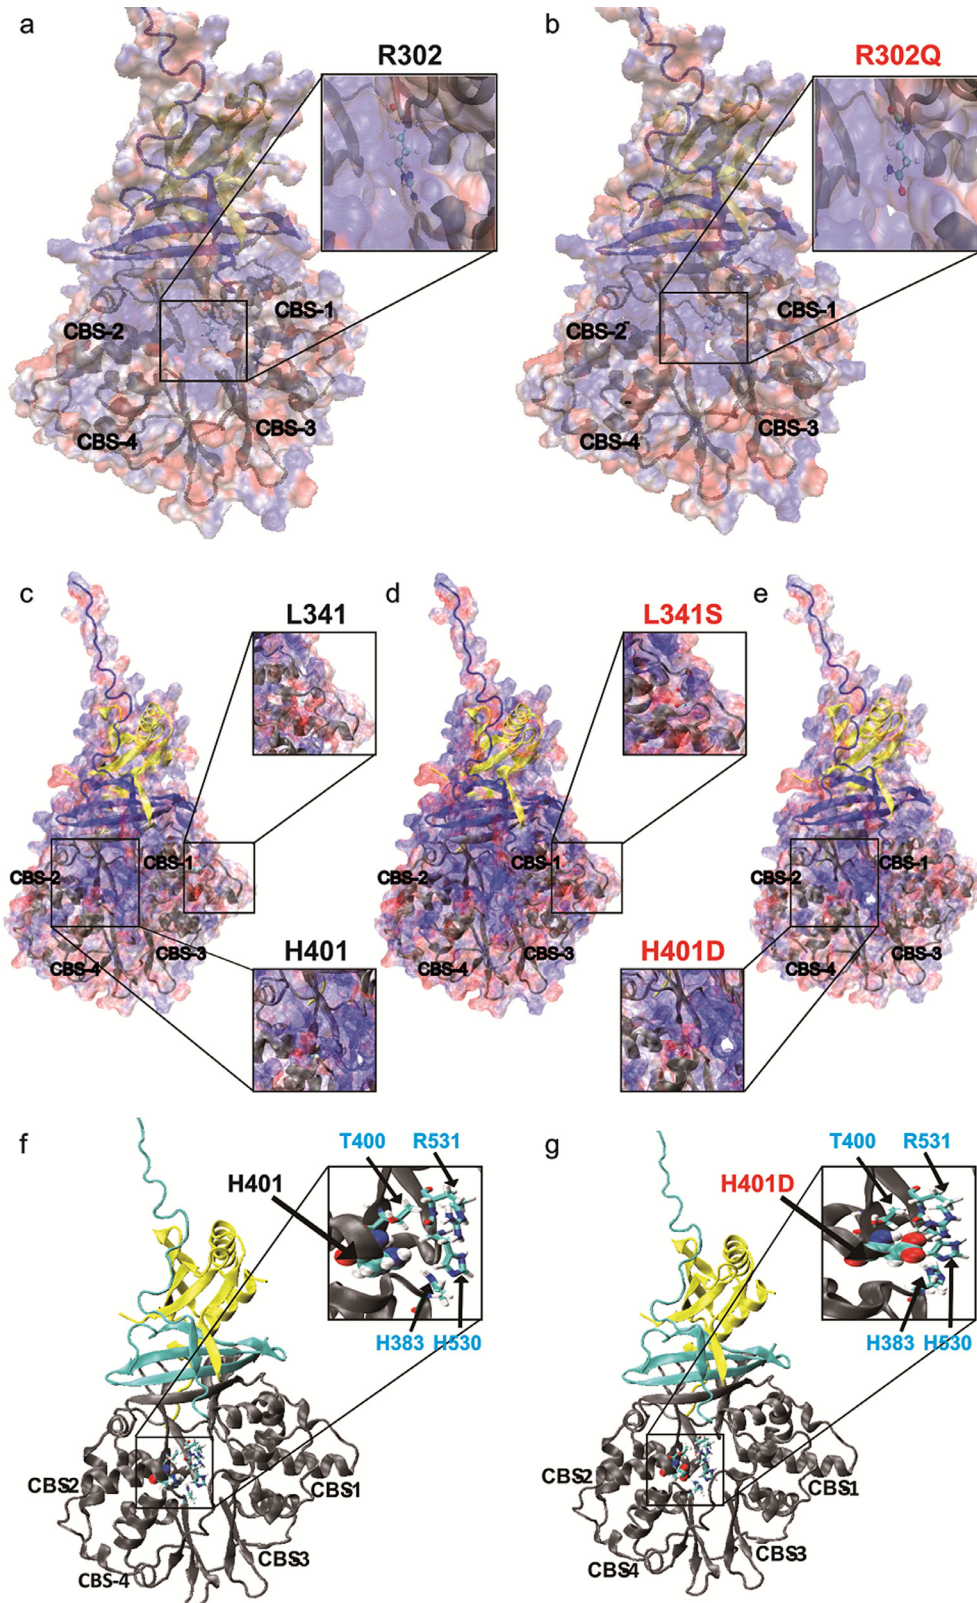 a
R302
CBS-2
CBS-1
CBS-4
CBS-3
b
R302Q
CBS-2
CBS-1
CBS-4
CBS-3
c
L341
CBS-2
CBS-1
CBS-4
CBS-3
H401
d
L341S
CBS-2
CBS-1
CBS-4
CBS-3
e
CBS-2
CBS-1
CBS-4
CBS-3
H401D
f
T400
R531
H401
H383
H530
CBS2
CBS1
CBS-4
CBS3
g
T400
R531
H401D
H383
H530
CBS2
CBS1
CBS4
CBS3